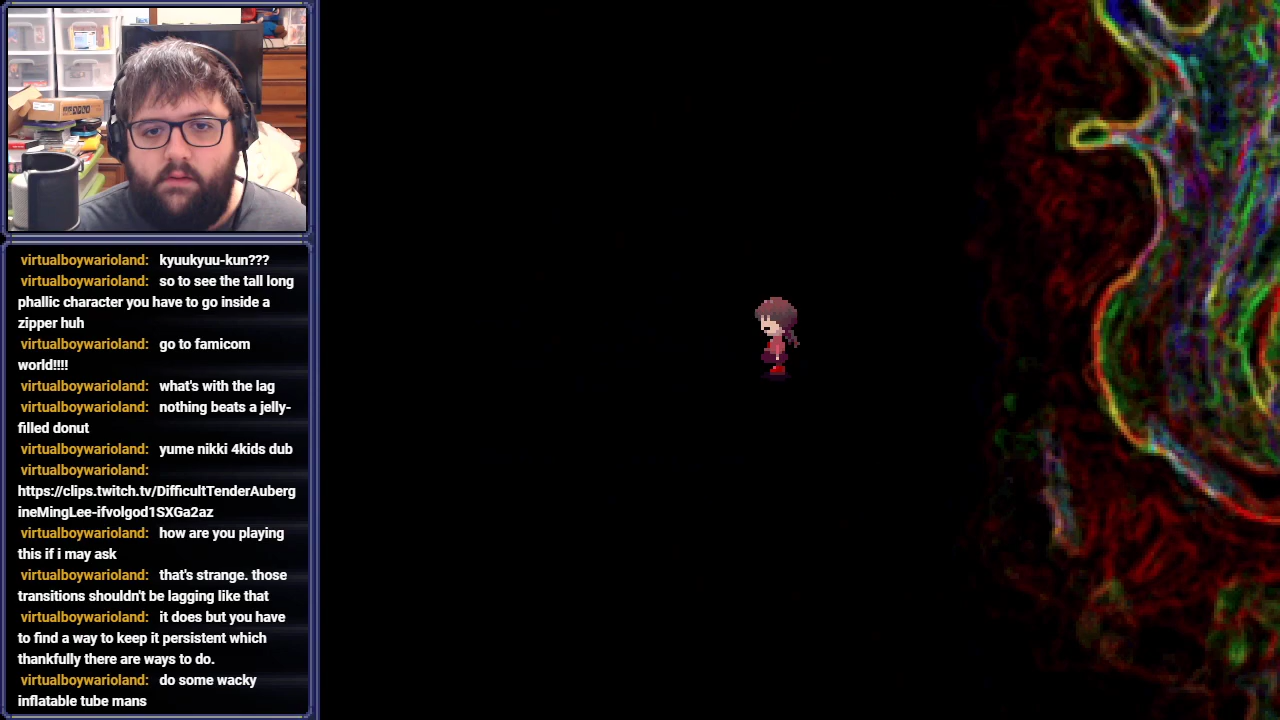 virtualboywarioland: kyuukyuu-kun???
virtualboywarioland: so to see the tall long
phallic character you have to go inside a
zipper huh
virtualboywarioland: go to famicom
world!!!!
virtualboywarioland: what's with the lag
virtualboywarioland: nothing beats a jelly-
filled donut
virtualboywarioland: yume nikki 4kids dub
virtualboywarioland:
https://clips.twitch.tv/DifficultTenderAuberg
ineMingLee-ifvolgod1SXGa2az
virtualboywarioland: how are you playing
this if i may ask
virtualboywarioland: that's strange. those
transitions shouldn't be lagging like that
virtualboywarioland: it does but you have
to find a way to keep it persistent which
thankfully there are ways to do.
virtualboywarioland: do some wacky
inflatable tube mans